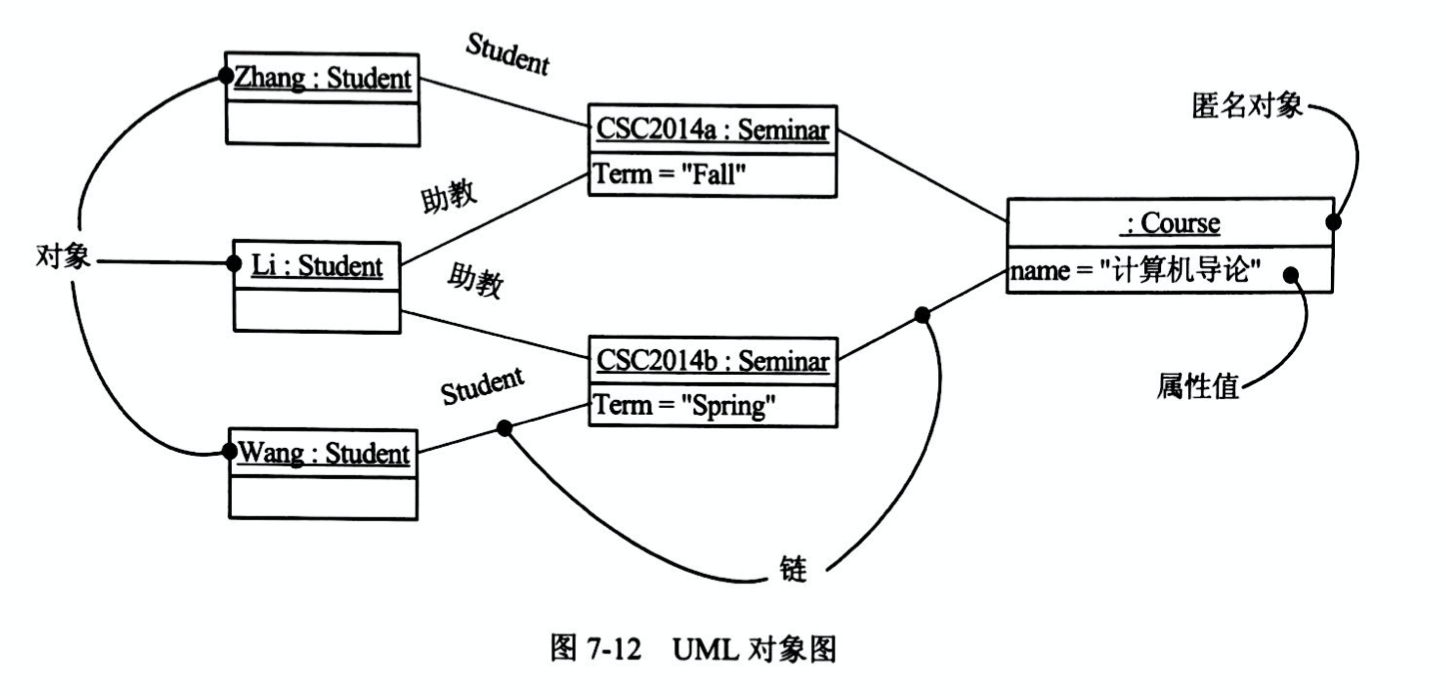 Student
Zhang : Student
匿名对象
CSC2014a : Seminar
Term = "Fall"
助教
: Course
对象
Li : Student
name = "计算机导论"
助教
CSC2014b : Seminar
属性值
Student
Term = "Spring"
Wang : Student
链
图 7-12 UML 对象图